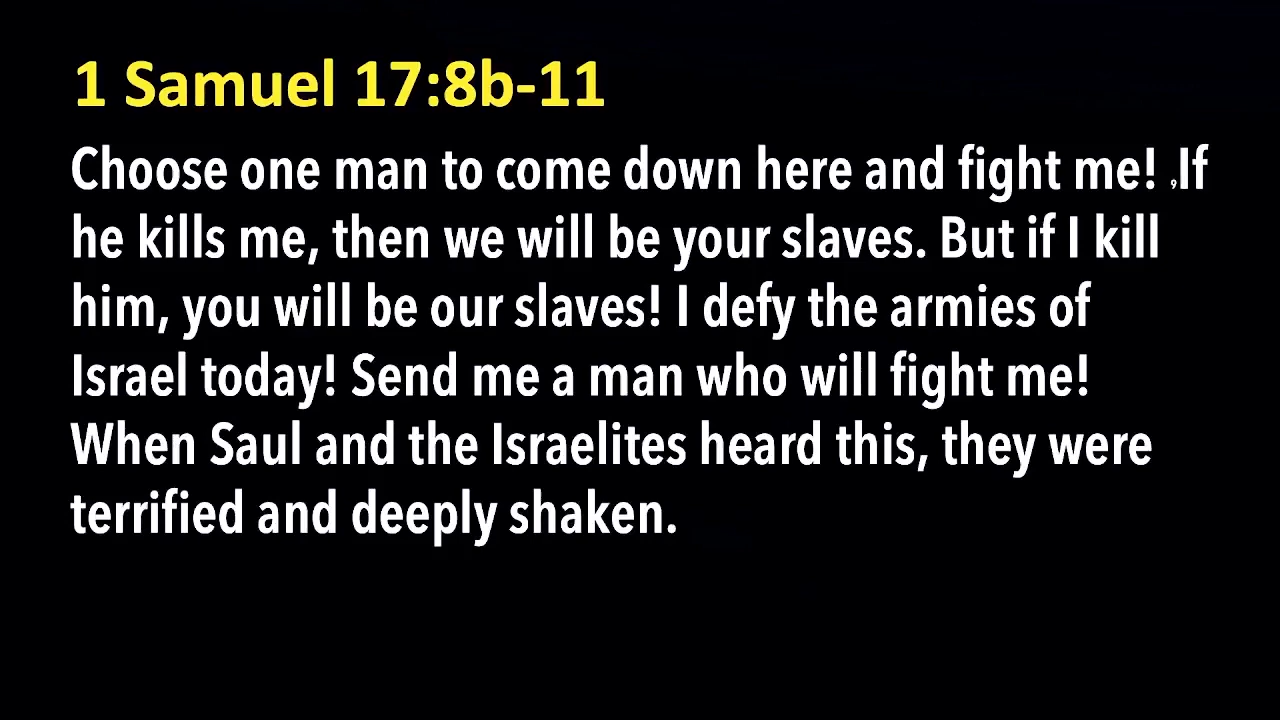 1 Samuel 17:8b-11
Choose one man to come down here and fight me! 9If
he kills me, then we will be your slaves. But if I kill
him, you will be our slaves! I defy the armies of
Israel today! Send me a man who will fight me!
When Saul and the Israelites heard this, they were
terrified and deeply shaken.